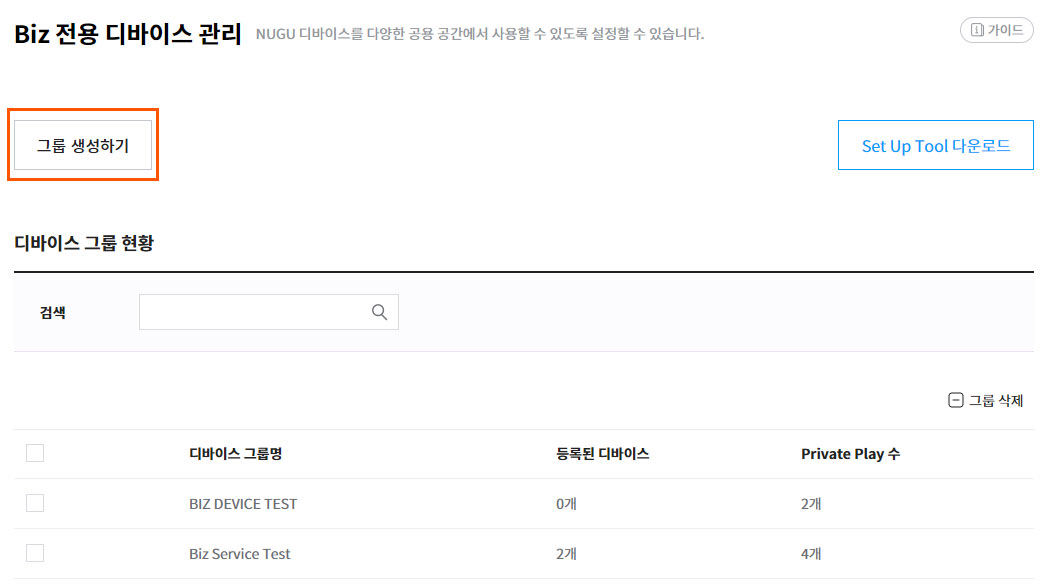 Biz 전용 디바이스 관리 NUGU 디바이스를 다양한 공용 공간에서 사용할 수 있도록 설정할 수 있습니다. 가이드
그룹 생성하기 Set Up Tool 다운로드
디바이스 그룹 현황
검색
그룹 삭제
디바이스 그룹명 등록된 디바이스 Private Play 수
BIZ DEVICE TEST 0개 2개
Biz Service Test 2개 4개